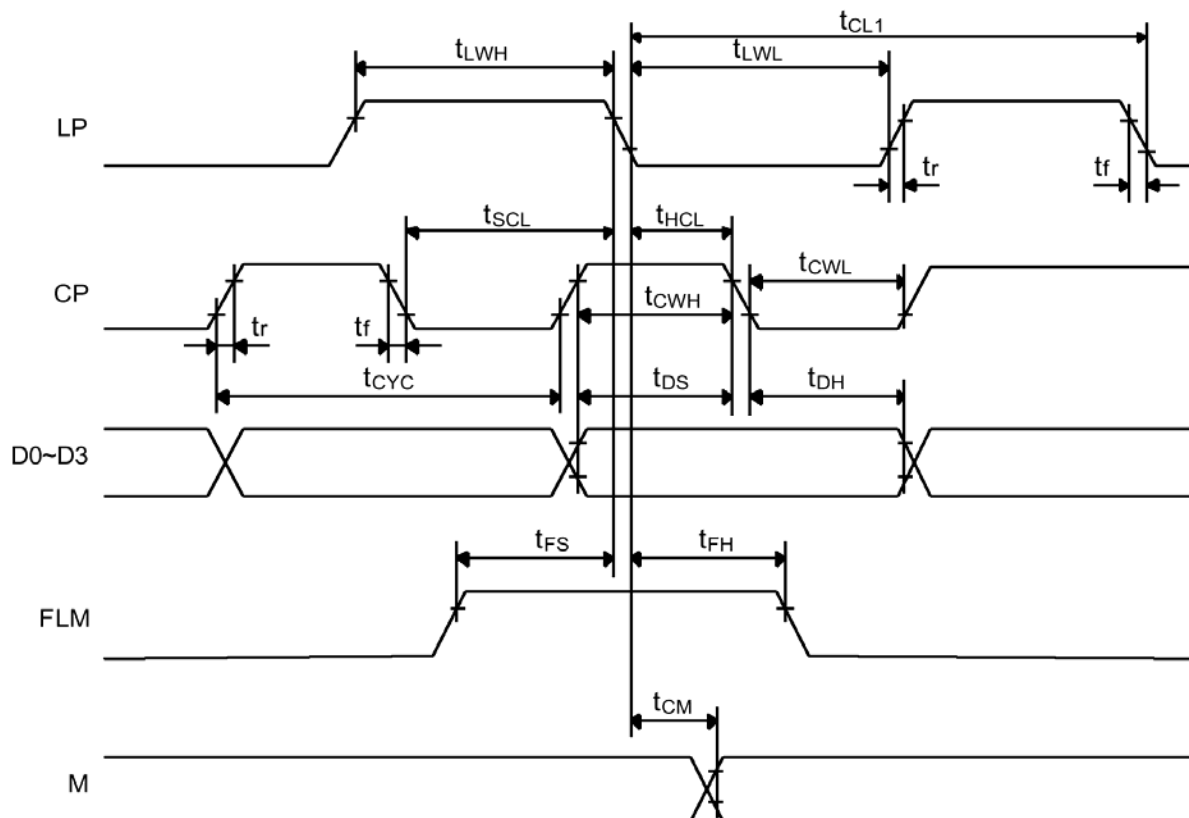 tCL1
tLWH tLWL
LP
tr tf
tSCL tHCL
tCWL
CP
tCWH
tr tf
tCYC tDS tDH
D0~D3
tFS tFH
FLM
tCM
M